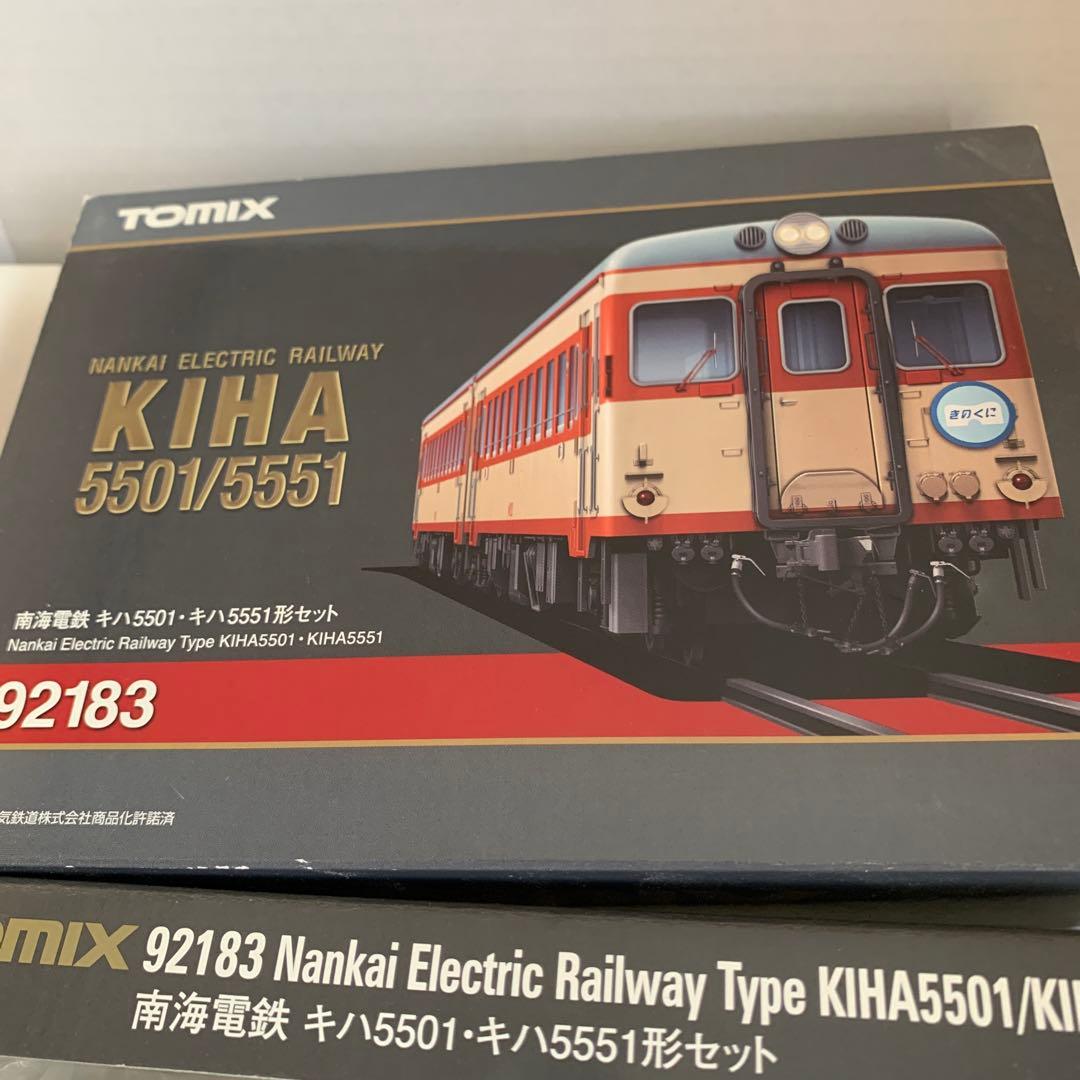 TOMIX
NANKAI ELECTRIC RAILWAY
KIHA
5501/5551
きのくに
南海電鉄 キハ5501・キハ5551形セット
Nankai Electric Railway Type KIHA5501・KIHA5551
92183
気鉄道株式会社商品化許諾済
OMIX 92183 Nankai Electric Railway Type KIHA5501/KI
南海電鉄 キハ5501・キハ5551形セット